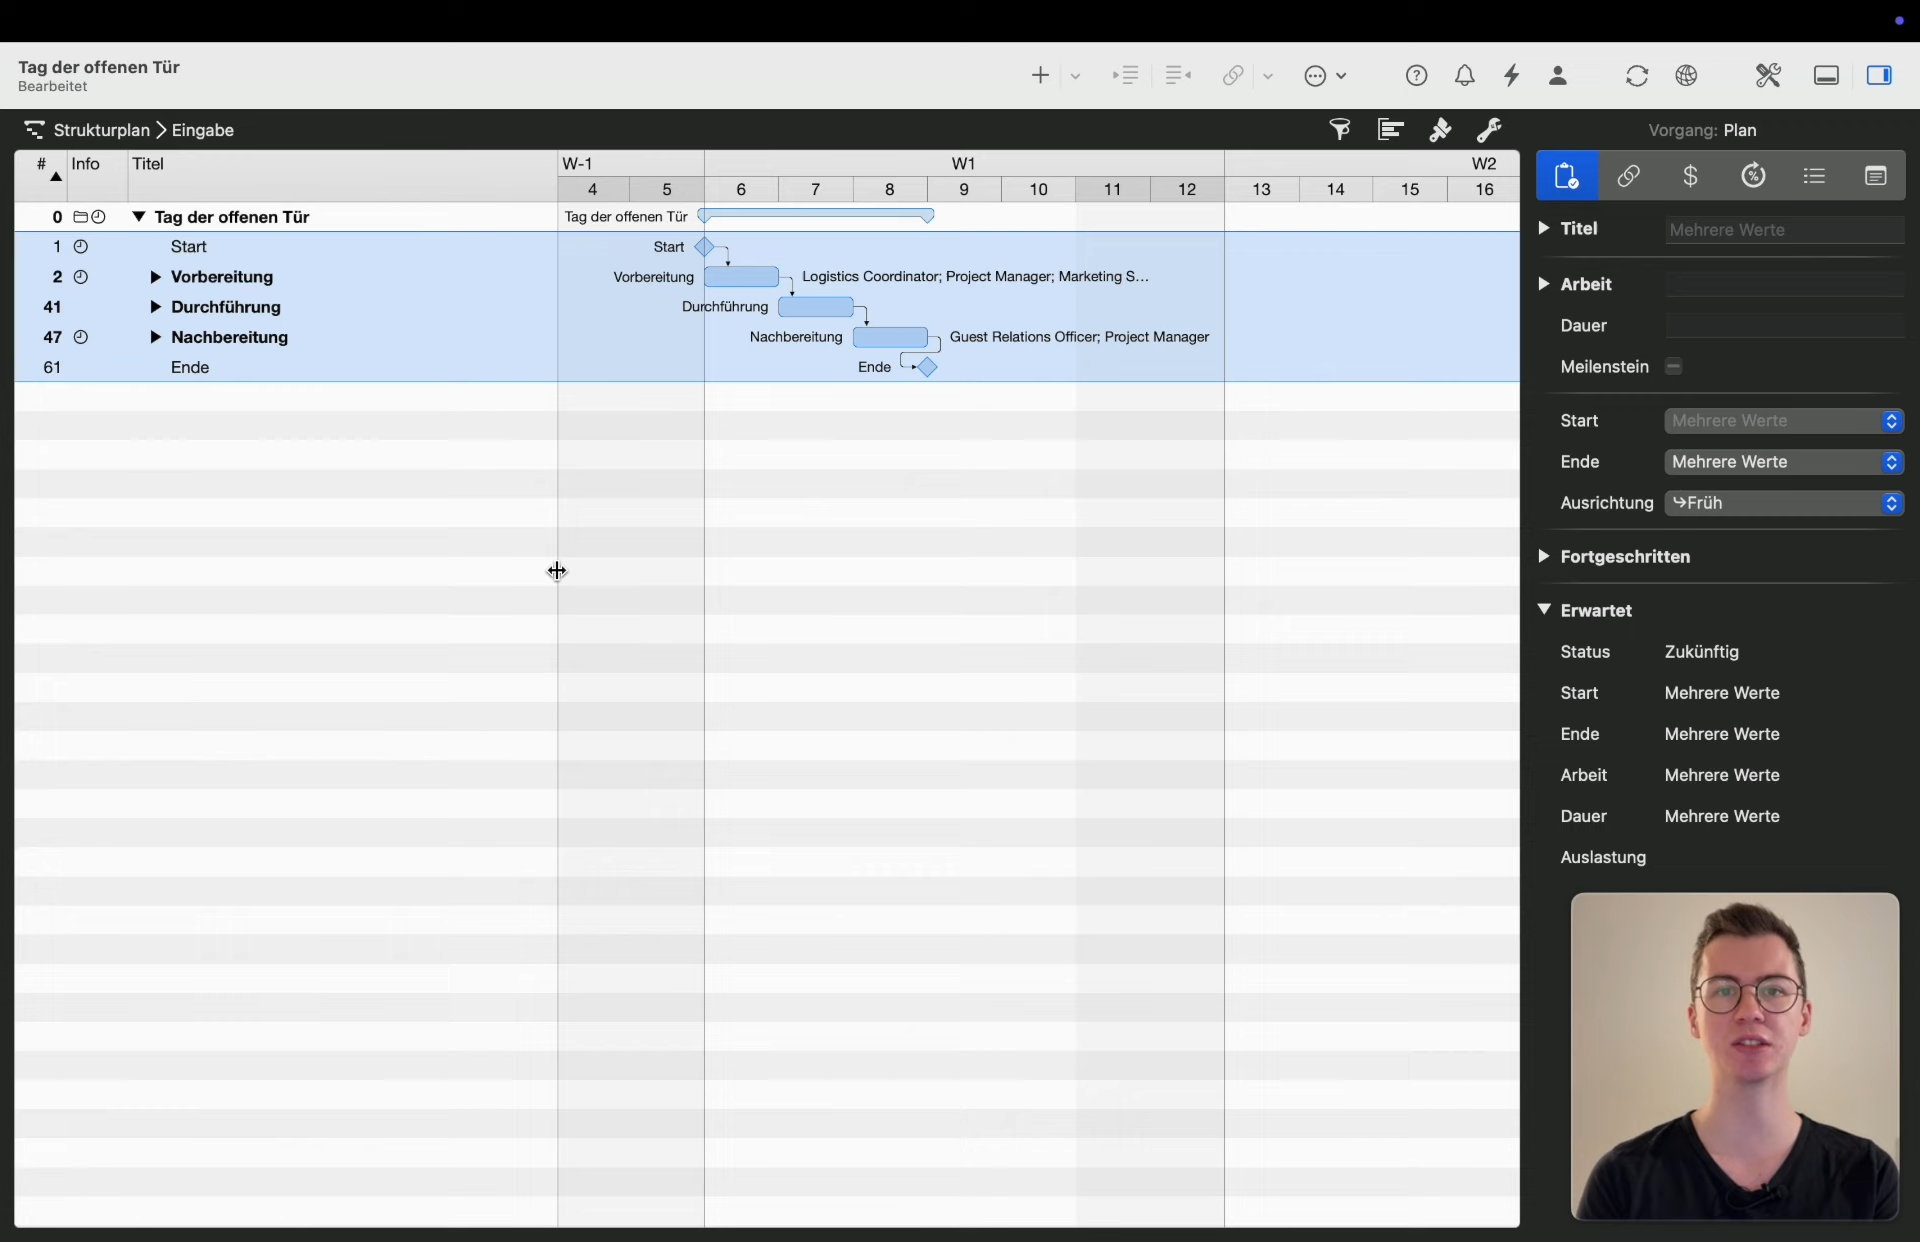 Tag der offenen Tür
Bearbeitet
Strukturplan > Eingabe
Vorgang: Plan
# Info Titel
W-1 W1 W2
4 5 6 7 8 9 10 11 12 13 14 15 16
0 Tag der offenen Tür Tag der offenen Tür
1 Start Start
2 Vorbereitung Vorbereitung Logistics Coordinator; Project Manager; Marketing S…
41 Durchführung Durchführung
47 Nachbereitung Nachbereitung Guest Relations Officer; Project Manager
61 Ende Ende
Titel Mehrere Werte
Arbeit
Dauer
Meilenstein
Start Mehrere Werte
Ende Mehrere Werte
Ausrichtung ↪Früh
Fortgeschritten
Erwartet
Status Zukünftig
Start Mehrere Werte
Ende Mehrere Werte
Arbeit Mehrere Werte
Dauer Mehrere Werte
Auslastung